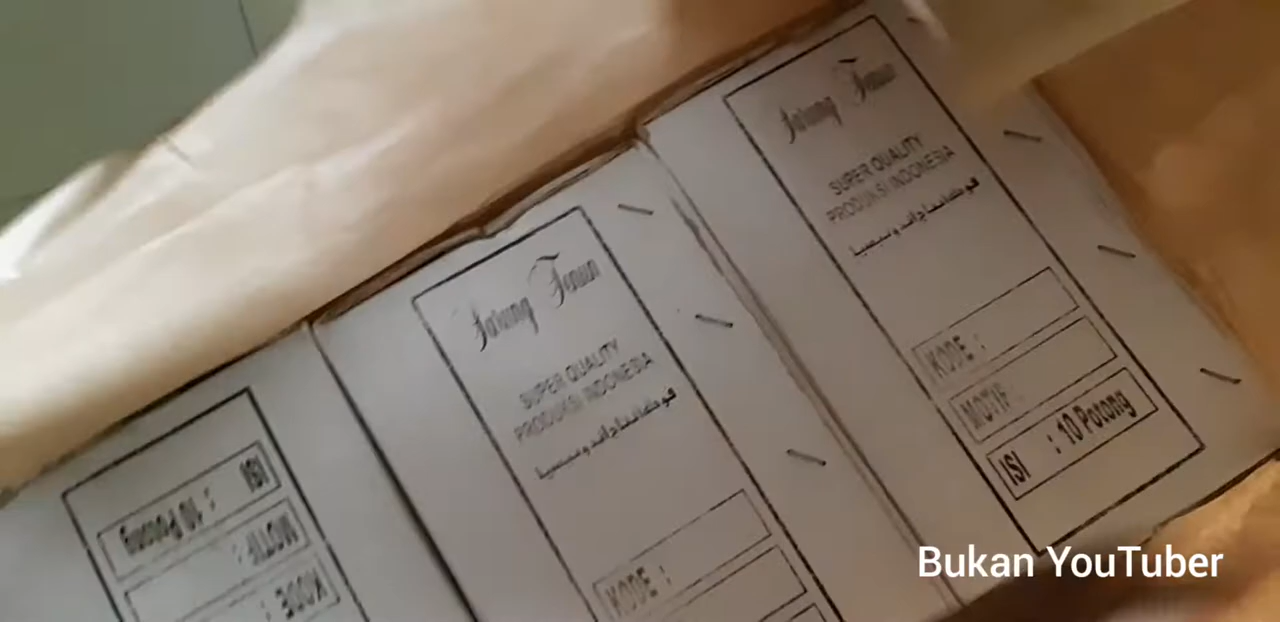 KODE :
MOTIF :
ISI : 10 Potong
Sarung Tenun
SUPER QUALITY
PRODUKSI INDONESIA
KODE :
Sarung Tenun
SUPER QUALITY
PRODUKSI INDONESIA
KODE :
MOTIF :
ISI : 10 Potong
Bukan YouTuber